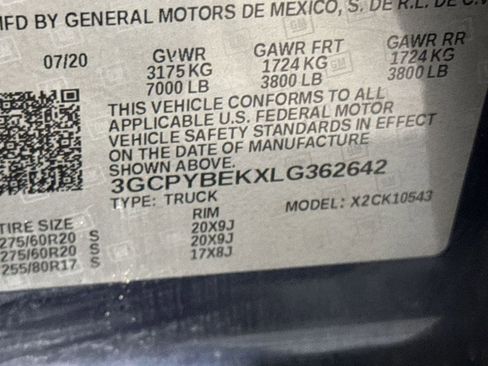 MFD BY GENERAL MOTORS DE MEXICO, S. DE R.L. DE C.V
07/20 GVWR GAWR FRT GAWR RR
3175 KG 1724 KG 1724 KG
7000 LB 3800 LB 3800 LB
THIS VEHICLE CONFORMS TO ALL
APPLICABLE U.S. FEDERAL MOTOR
VEHICLE SAFETY STANDARDS IN EFFECT
ON THE DATE OF MANUFACTURE
SHOWN ABOVE.
3GCPYBEKXLG362642
TYPE: TRUCK MODEL: X2CK10543
TIRE SIZE RIM
275/60R20 S 20X9J
275/60R20 S 20X9J
255/80R17 S 17X8J